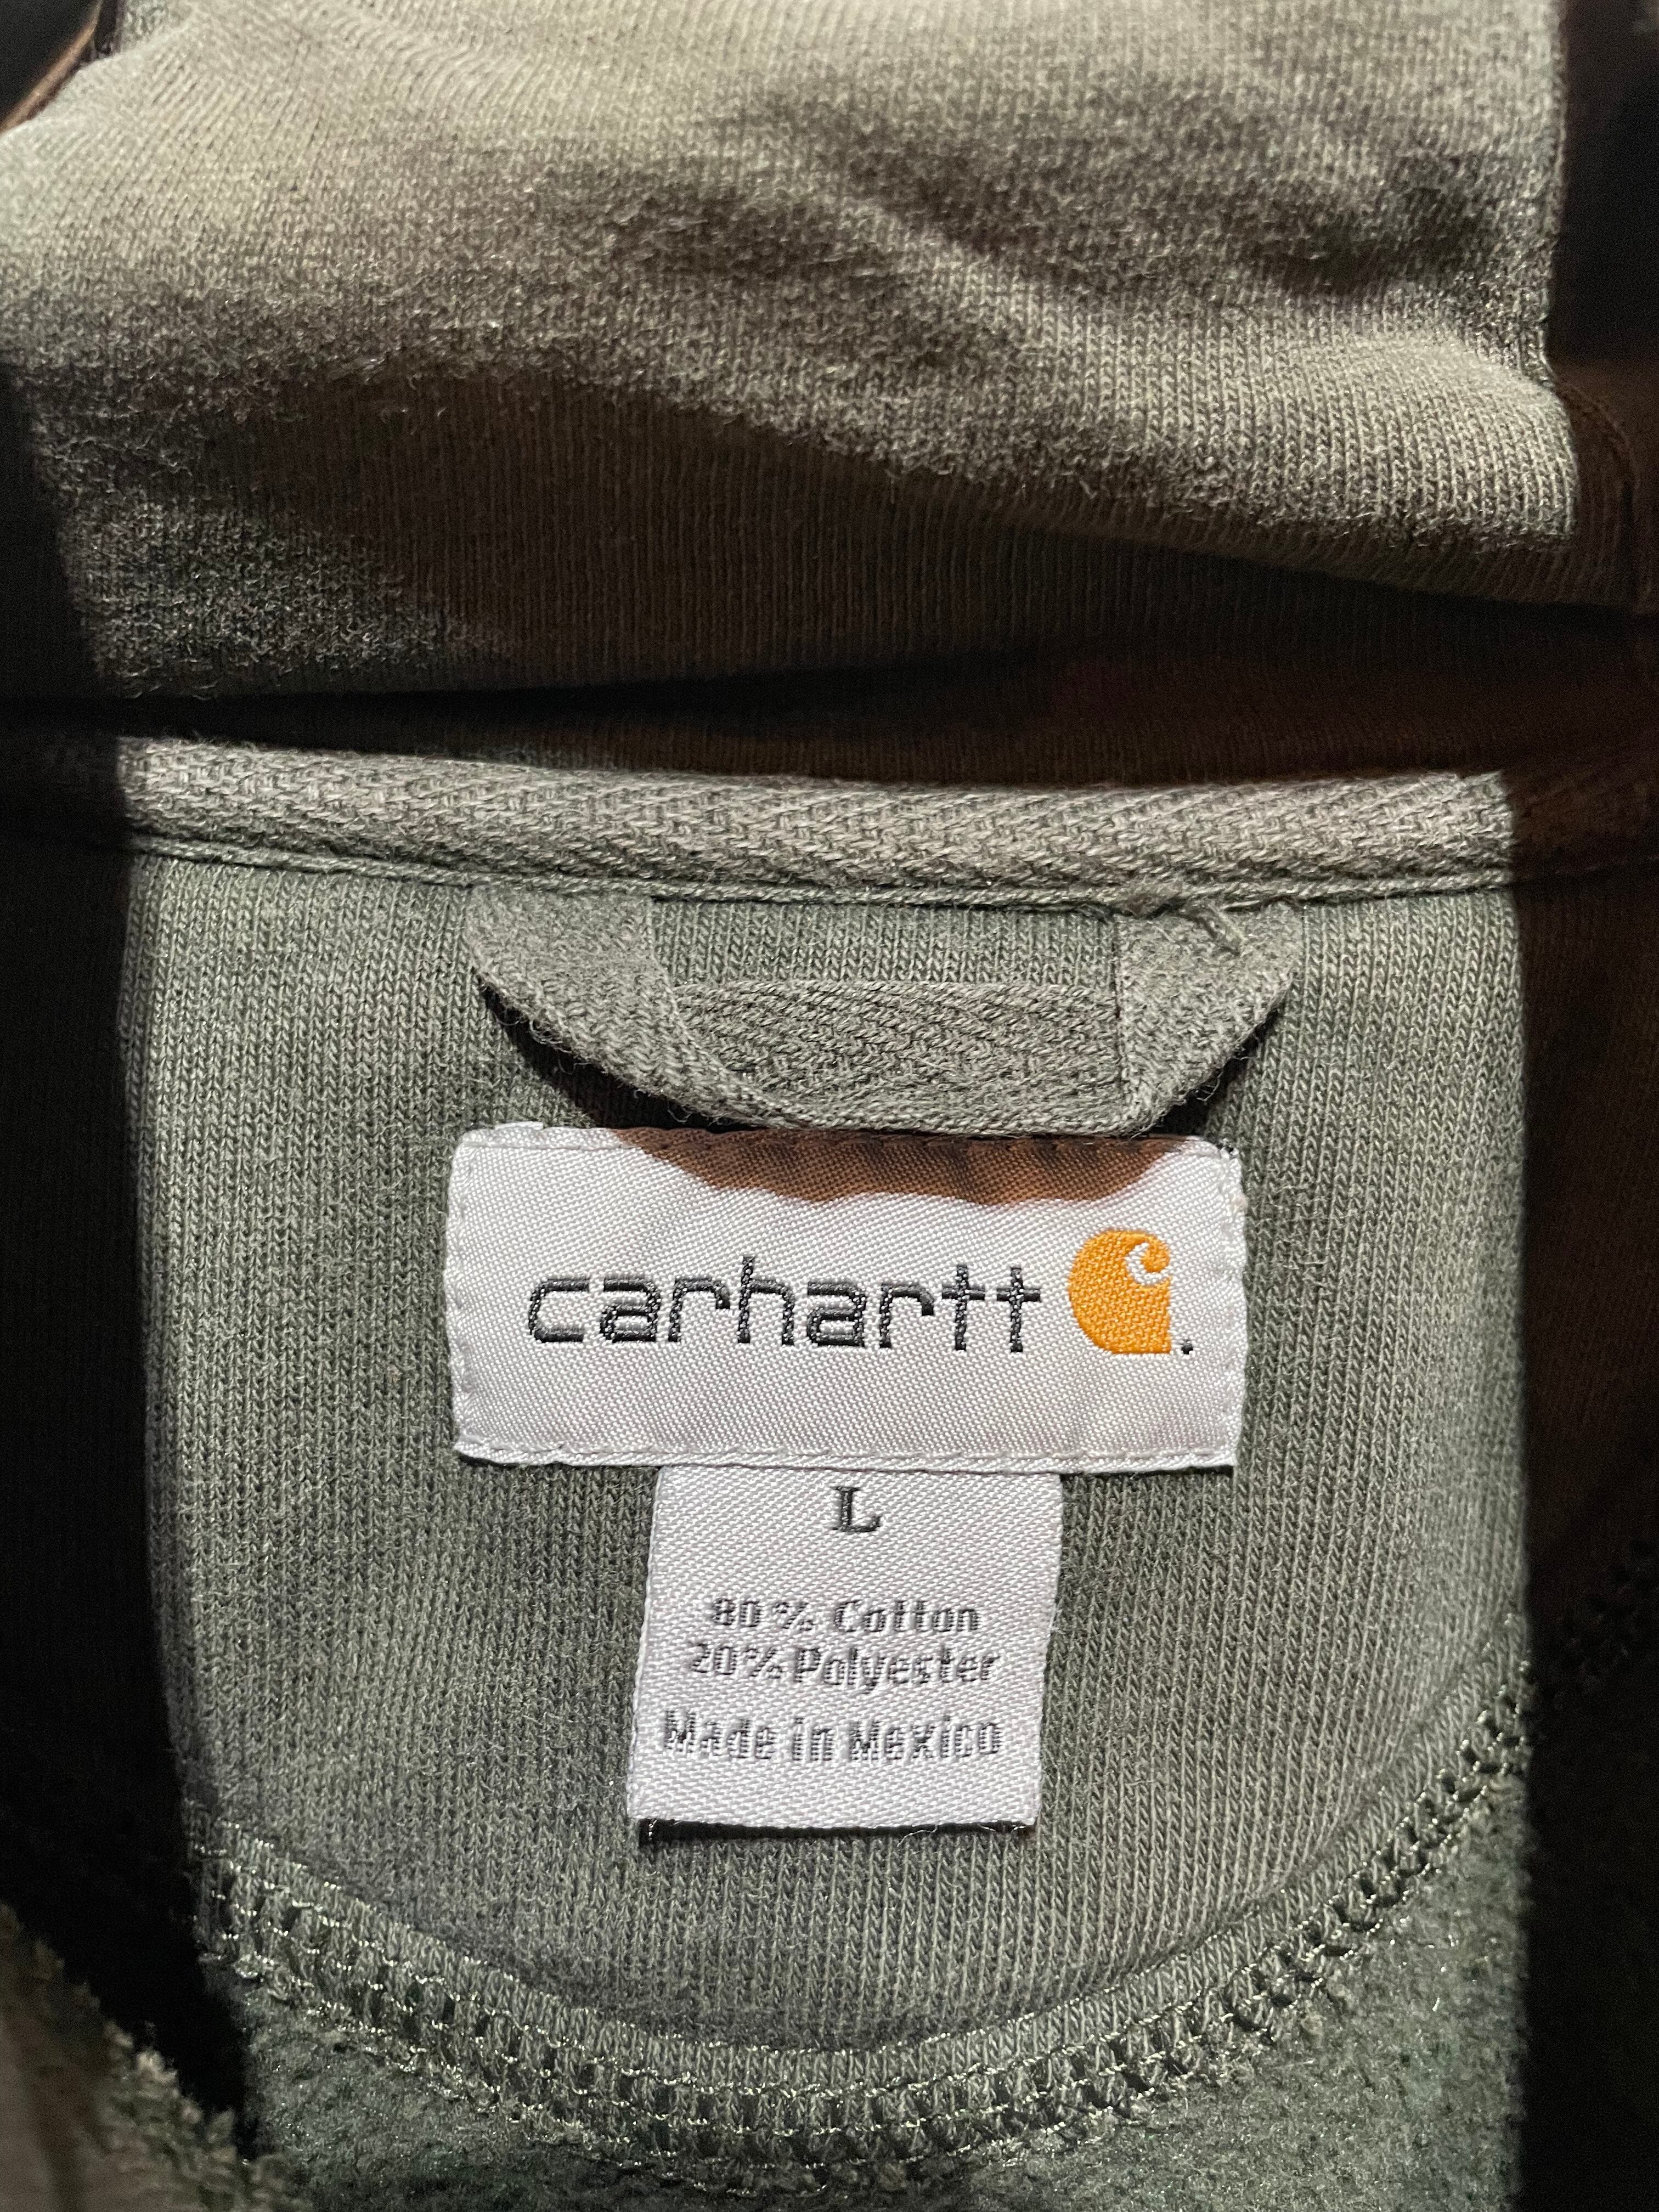 carhartt
L
80% Cotton
20% Polyester
Made in Mexico